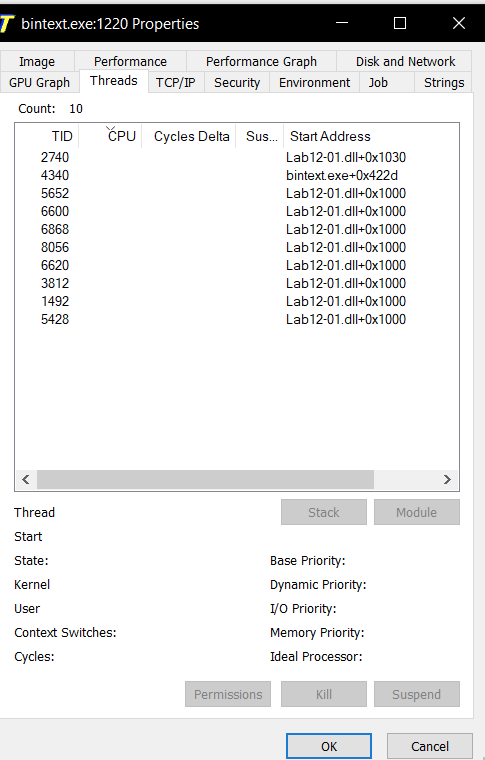 bintext.exe:1220 Properties
Image Performance Performance Graph Disk and Network
GPU Graph Threads TCP/IP Security Environment Job Strings
Count: 10
TID CPU Cycles Delta Sus... Start Address
2740 Lab12-01.dll+0x1030
4340 bintext.exe+0x422d
5652 Lab12-01.dll+0x1000
6600 Lab12-01.dll+0x1000
6868 Lab12-01.dll+0x1000
8056 Lab12-01.dll+0x1000
6620 Lab12-01.dll+0x1000
3812 Lab12-01.dll+0x1000
1492 Lab12-01.dll+0x1000
5428 Lab12-01.dll+0x1000
Thread Stack Module
Start
State: Base Priority:
Kernel Dynamic Priority:
User I/O Priority:
Context Switches: Memory Priority:
Cycles: Ideal Processor:
Permissions Kill Suspend
OK Cancel